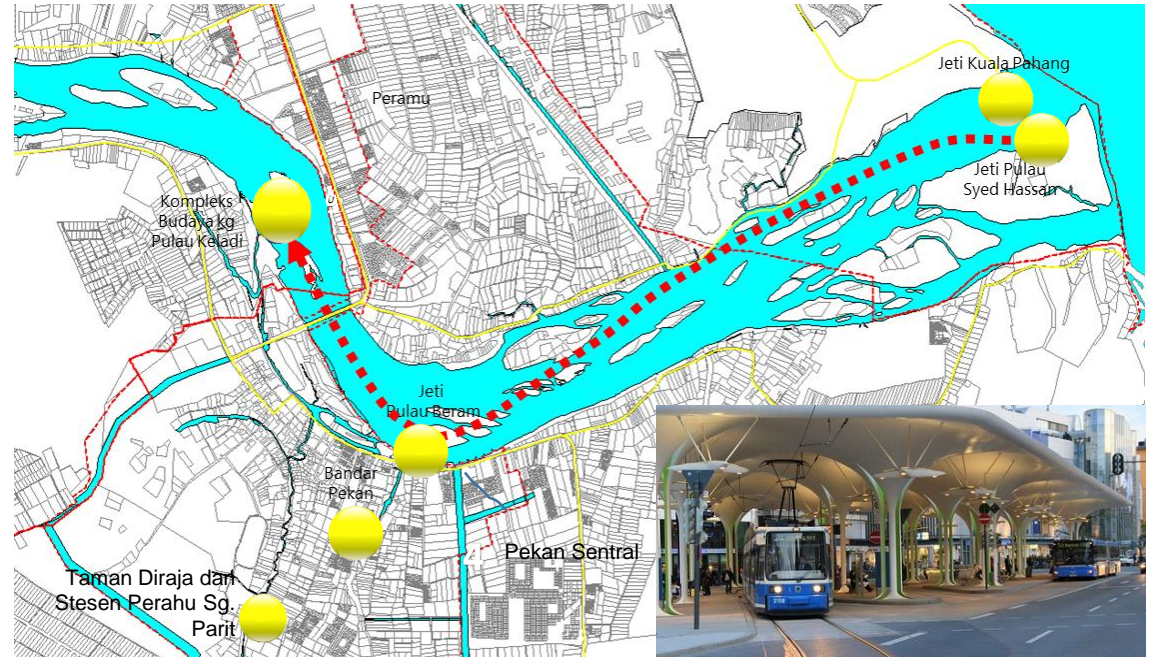 Jeti Kuala Pahang
Peramu
Jeti Pulau
Syed Hassan
Kompleks
Budaya kg
Pulau Keladi
Jeti
Pulau Beram
Bandar
Pekan
Pekan Sentral
Taman Diraja dan
Stesen Perahu Sg.
Parit